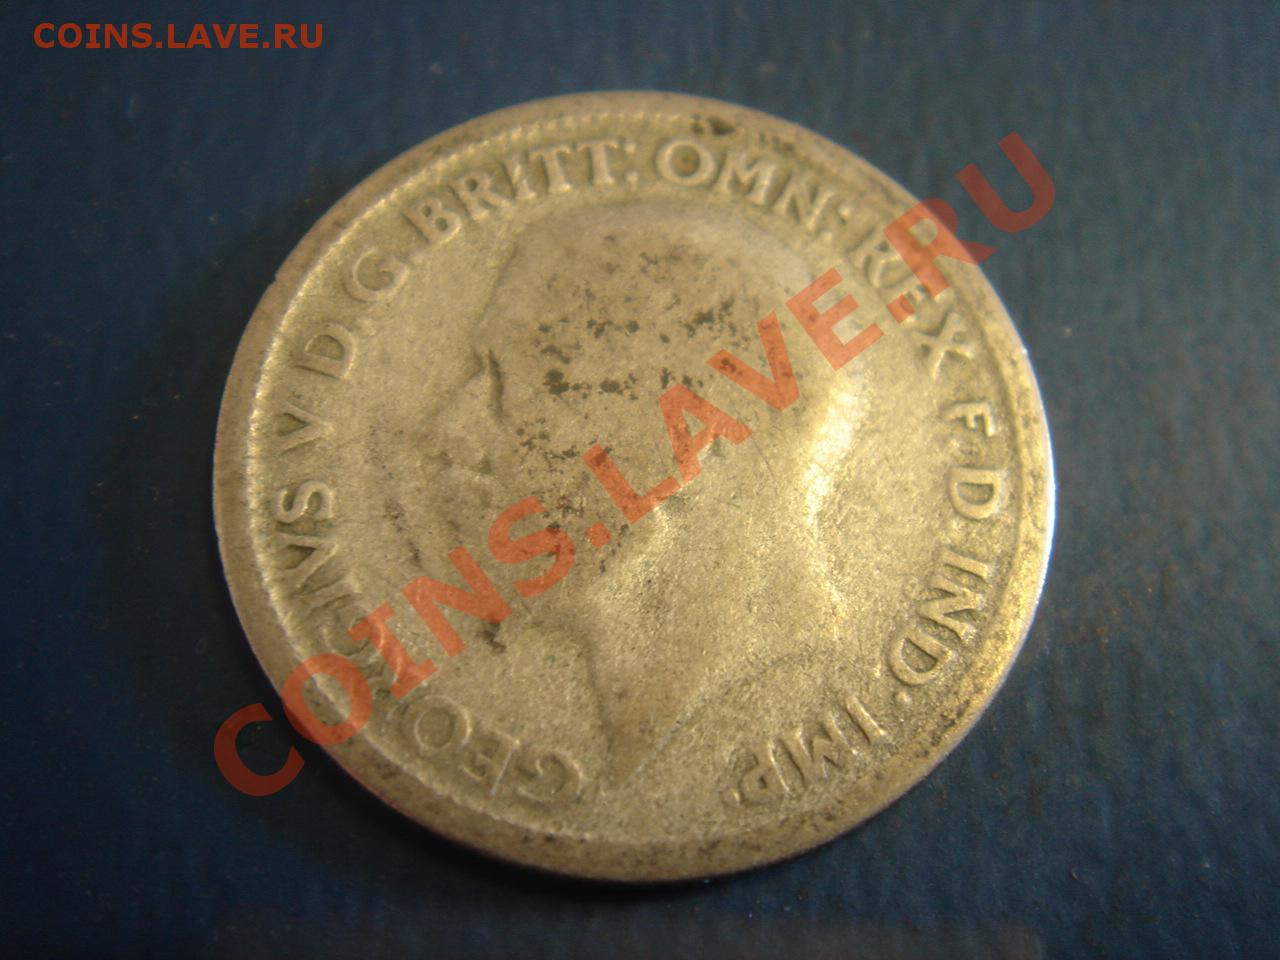 COINS.LAVE.RU
GEORGIVS V D.G.BRITT: OMN: REX F D IND. IMP.
COINS.LAVE.RU